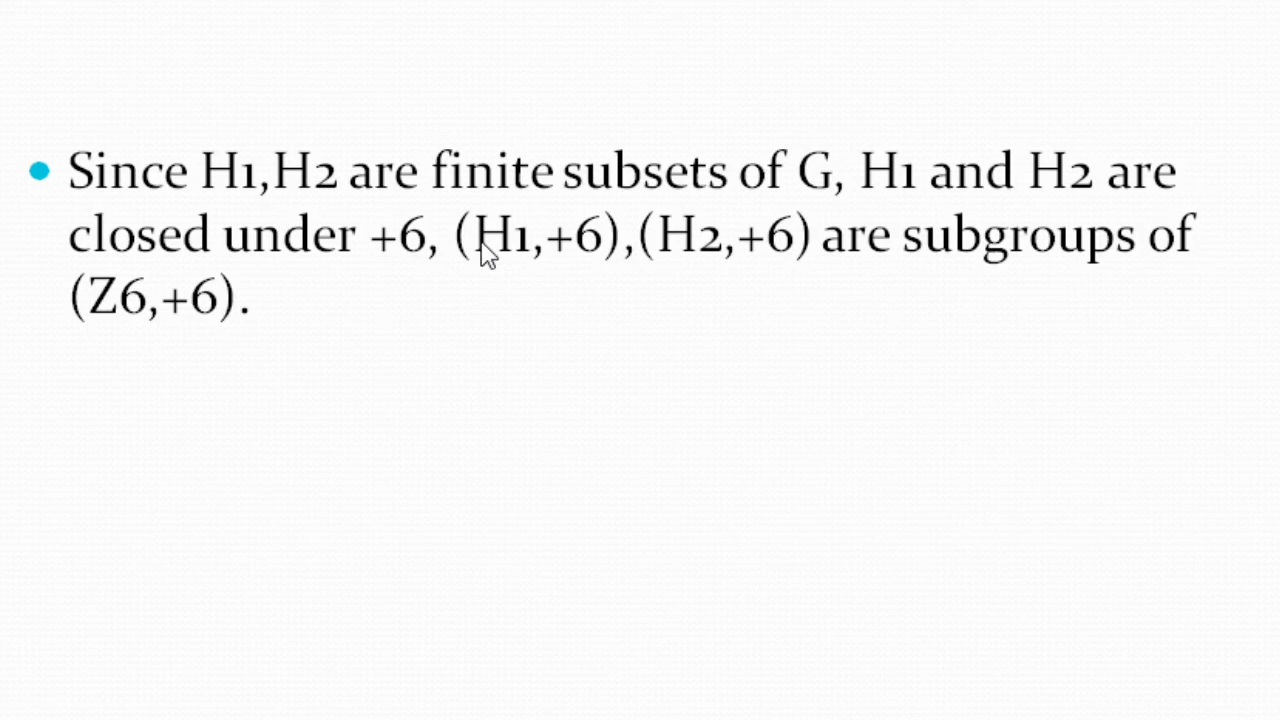 Since H1,H2 are finite subsets of G, H1 and H2 are
closed under +6, (H1,+6),(H2,+6) are subgroups of
(Z6,+6).